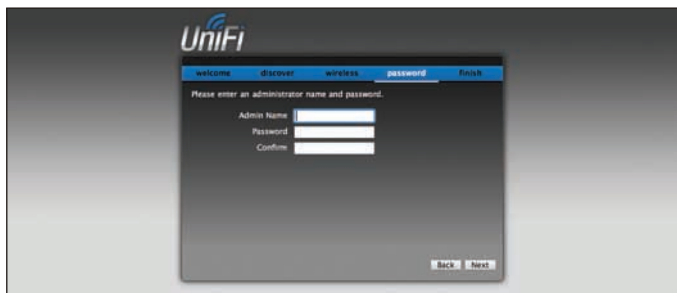 UniFi
welcome discover wireless password finish
Please enter an administrator name and password.
Admin Name
Password
Confirm
Back Next